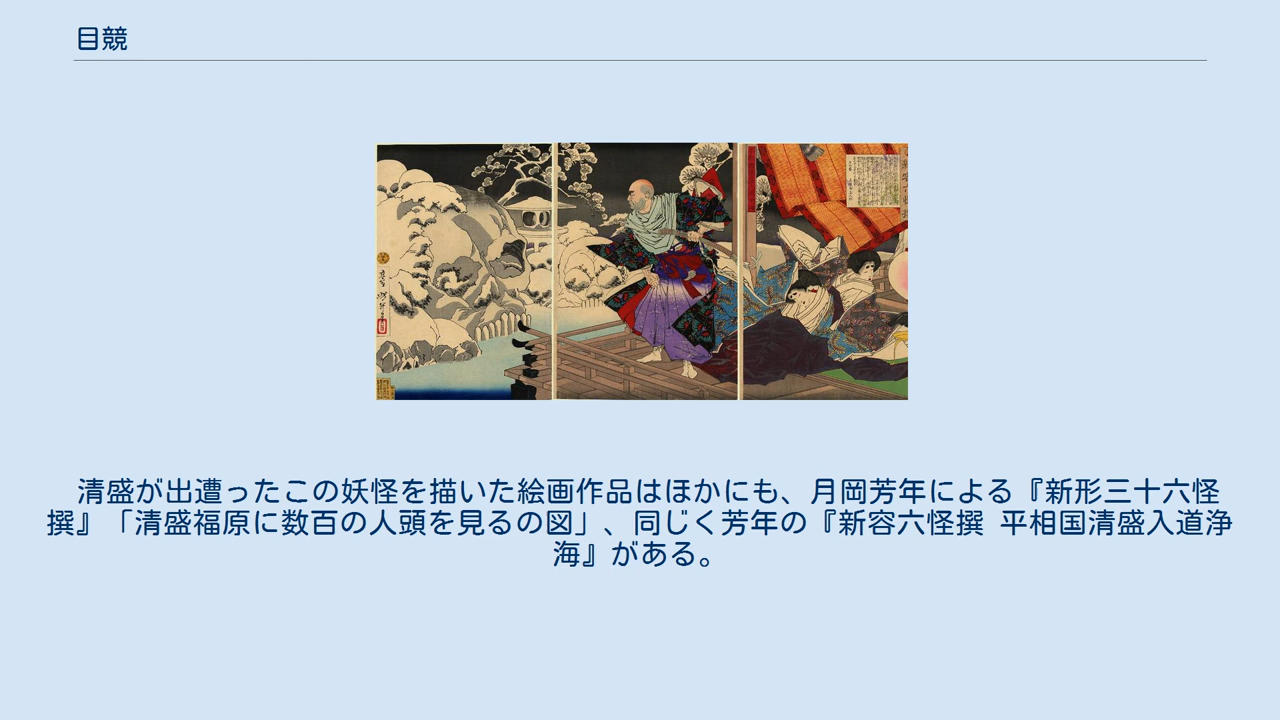 目競
清盛が出遭ったこの妖怪を描いた絵画作品はほかにも、月岡芳年による『新形三十六怪
撰』「清盛福原に数百の人頭を見るの図」、同じく芳年の『新容六怪撰 平相国清盛入道浄
海』がある。